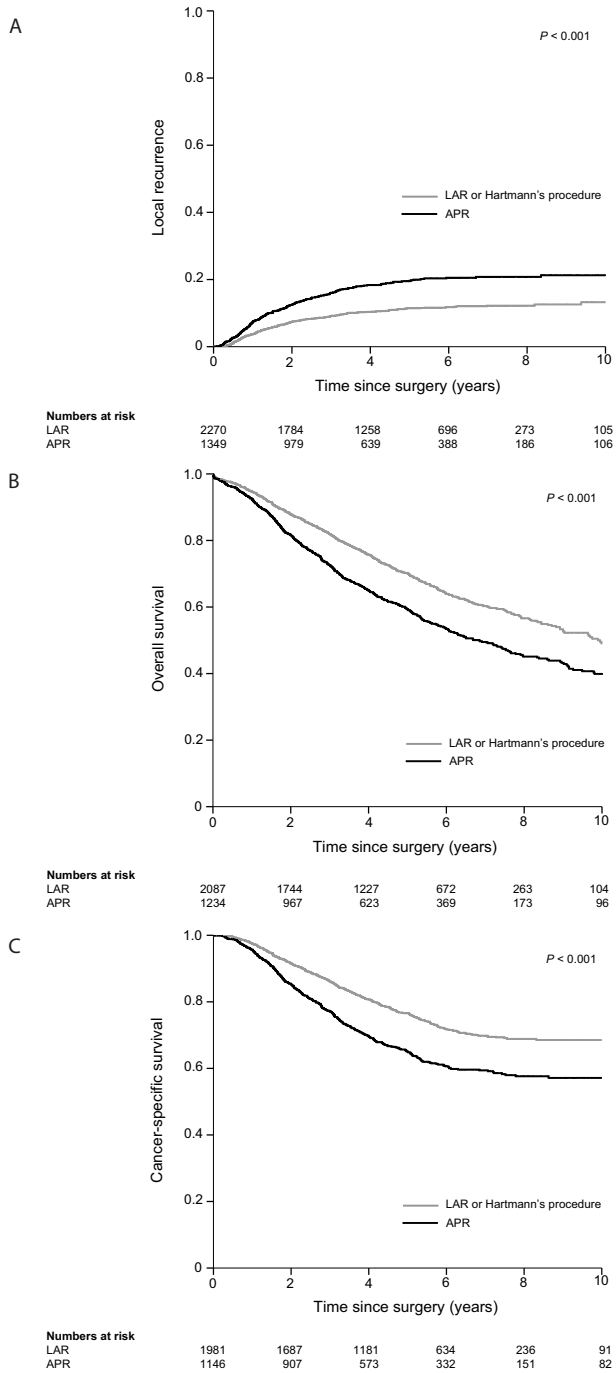 A
1.0
P < 0.001
0.8
0.6
Local recurrence
LAR or Hartmann's procedure
0.4
APR
0.2
0
0 2 4 6 8 10
Time since surgery (years)
Numbers at risk
LAR 2270 1784 1258 696 273 105
APR 1349 979 639 388 186 106
B
1.0
P < 0.001
0.8
0.6
Overall survival
0.4
LAR or Hartmann's procedure
0.2
APR
0
0 2 4 6 8 10
Time since surgery (years)
Numbers at risk
LAR 2087 1744 1227 672 263 104
APR 1234 967 623 369 173 96
C
1.0
P < 0.001
0.8
0.6
Cancer-specific survival
0.4
LAR or Hartmann's procedure
0.2
APR
0
0 2 4 6 8 10
Time since surgery (years)
Numbers at risk
LAR 1981 1687 1181 634 236 91
APR 1146 907 573 332 151 82